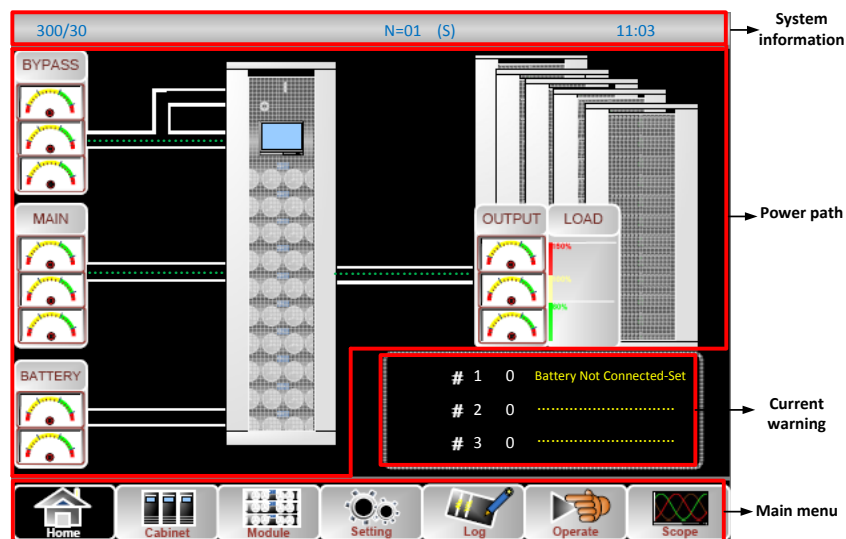 300/30 N=01 (S) 11:03
System
information
BYPASS
MAIN
OUTPUT LOAD
Power path
BATTERY
# 1 0 Battery Not Connected-Set
# 2 0
# 3 0
Current
warning
Home Cabinet Module Setting Log Operate Scope
Main menu